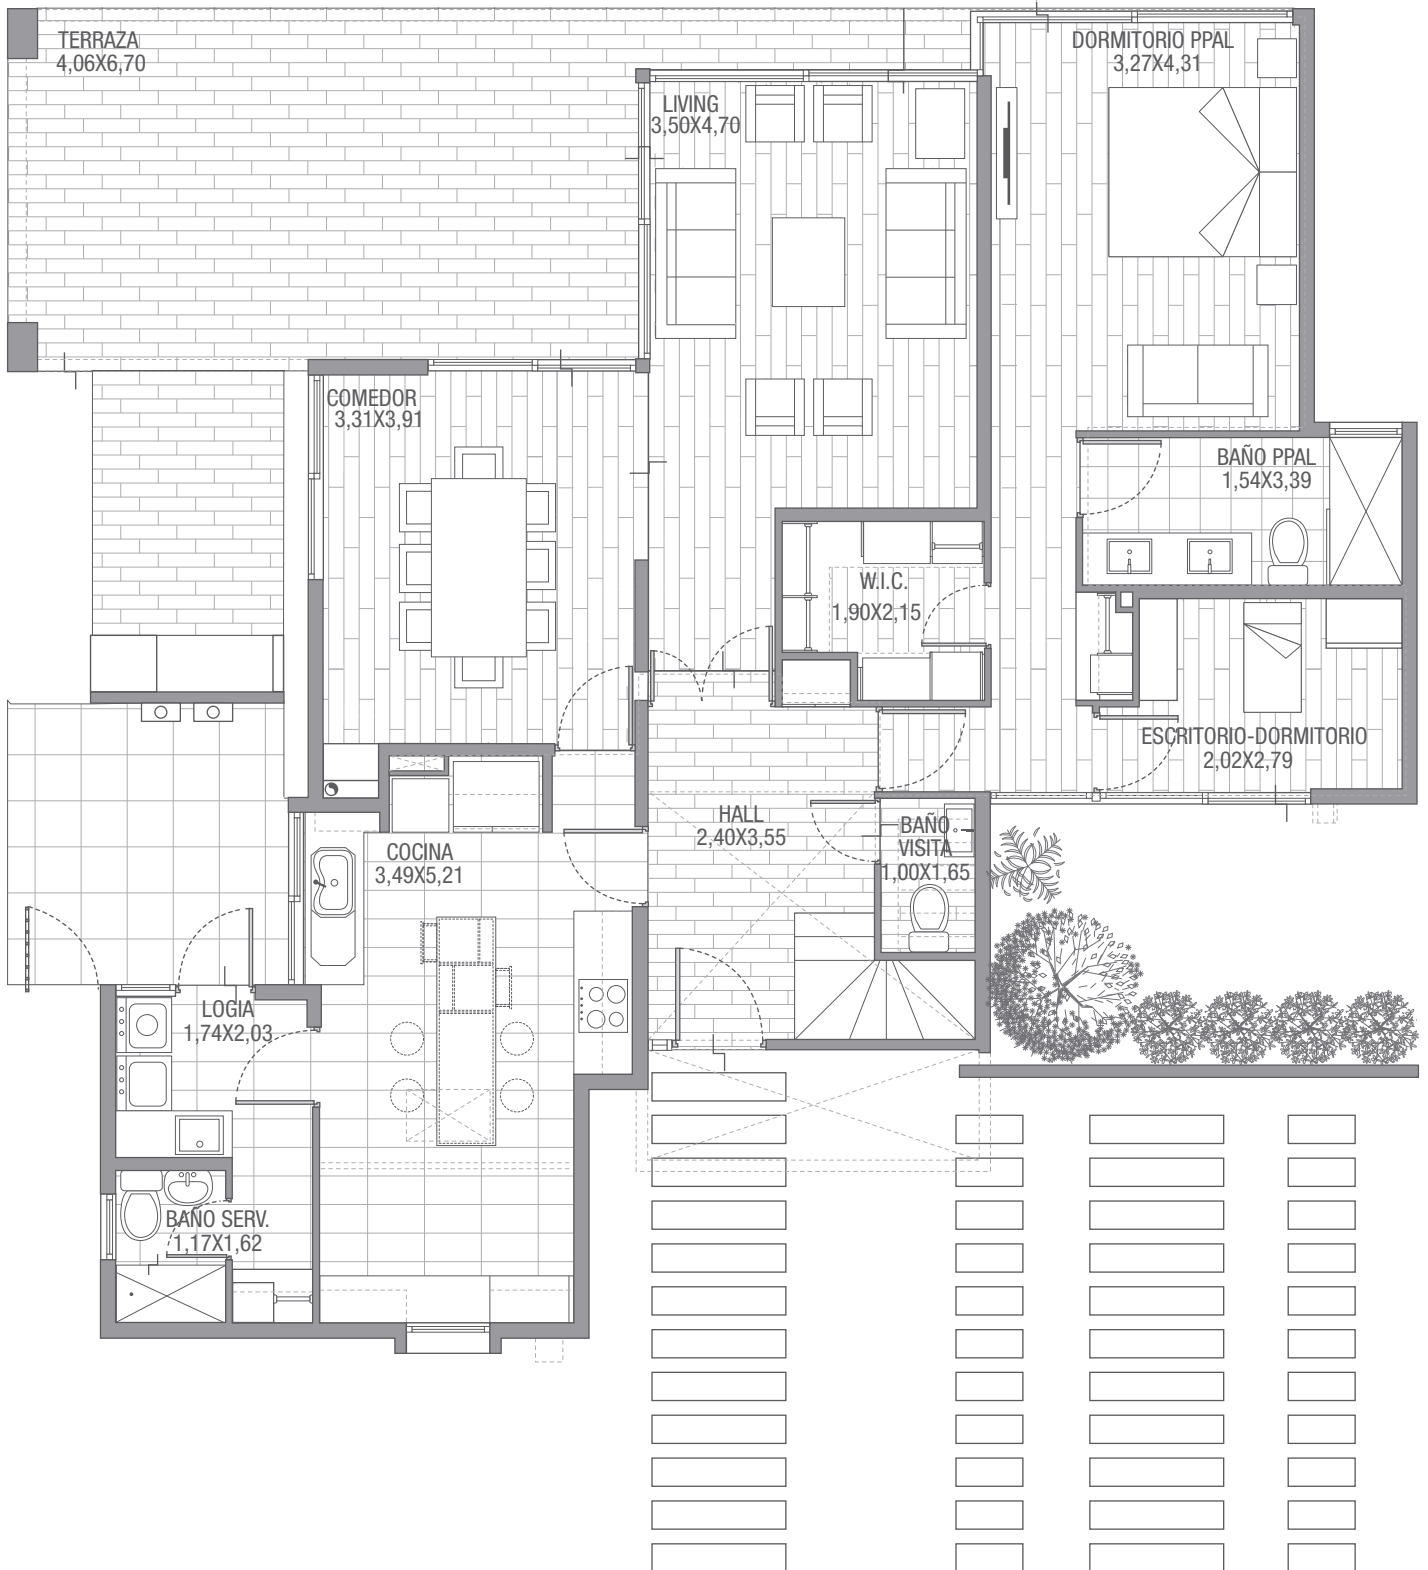 TERRAZA
4,06X6,70
DORMITORIO PPAL
3,27X4,31
LIVING
3,50X4,70
COMEDOR
3,31X3,91
BAÑO PPAL
1,54X3,39
W.I.C.
1,90X2,15
ESCRITORIO-DORMITORIO
2,02X2,79
HALL
2,40X3,55
BAÑO
VISITA
1,00X1,65
COCINA
3,49X5,21
LOGIA
1,74X2,03
BAÑO SERV.
1,17X1,62